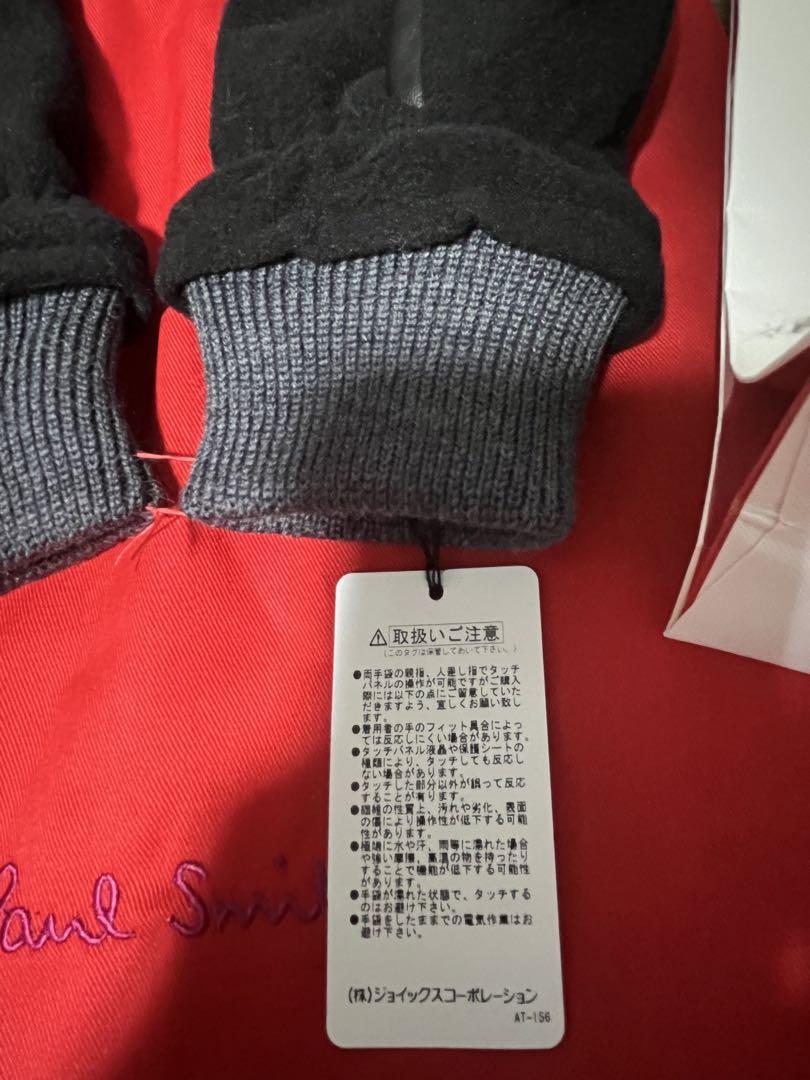 ⚠ 取扱いご注意
(このタグは保管しておいて下さい。)
●両手袋の親指、人差し指でタッチ
パネルの操作が可能ですがご購入
際には以下の点にご留意していた
だきますよう、宜しくお願い致し
ます。
●着用者の手のフィット具合によっ
ては反応しにくい場合があります。
●タッチパネル液晶や保護シートの
種類により、タッチしても反応し
ない場合があります。
●タッチした部分以外が誤って反応
することが有ります。
●繊維の性質上、汚れや劣化、表面
の傷により操作性が低下する可能
性があります。
●極端に水や汗、雨等に濡れた場合
や強い摩擦、高温の物を持ったり
することで機能が低下する可能性
があります。
●手袋が濡れた状態で、タッチする
のはお避け下さい。
●手袋をしたままでの電気作業はお
避け下さい。
(株)ジョイックスコーポレーション
AT-156
Paul Smi